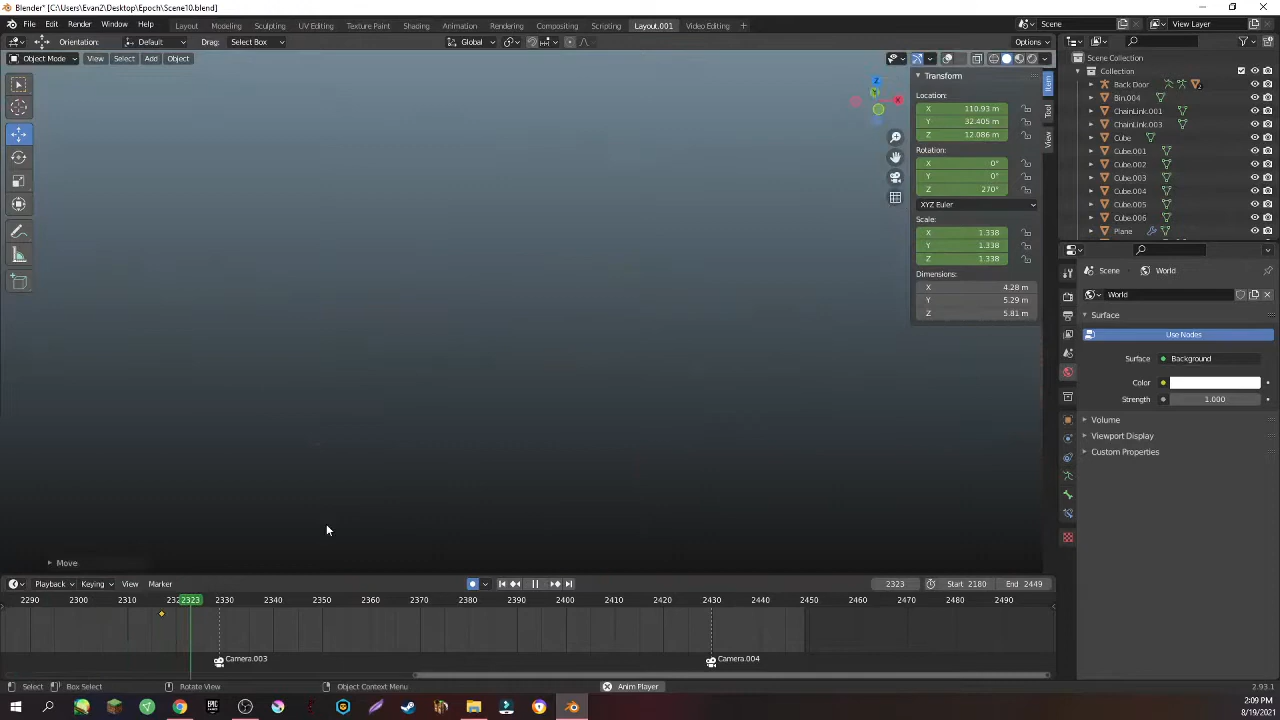 Blender* [C:\Users\EvanZ\Desktop\Epoch\Scene10.blend]
File Edit Render Window Help Layout Modeling Sculpting UV Editing Texture Paint Shading Animation Rendering Compositing Scripting Layout.001 Video Editing + Scene View Layer
Orientation: Default Drag: Select Box Global Options
Object Mode View Select Add Object
Scene Collection
Collection
Back Door
Bin.004
ChainLink.001
ChainLink.003
Cube
Cube.001
Cube.002
Cube.003
Cube.004
Cube.005
Cube.006
Plane
Transform
Location:
X 110.93 m
Y 32.405 m
Z 12.086 m
Rotation:
X 0°
Y 0°
Z 270°
XYZ Euler
Scale:
X 1.338
Y 1.338
Z 1.338
Dimensions:
X 4.28 m
Y 5.29 m
Z 5.81 m
Item
Tool
View
X
Y
Z
Scene World
World
Surface
Use Nodes
Surface Background
Color
Strength 1.000
Volume
Viewport Display
Custom Properties
Move
Playback Keying View Marker 2323 Start 2180 End 2449
2290 2300 2310 2323 2330 2340 2350 2360 2370 2380 2390 2400 2410 2420 2430 2440 2450 2460 2470 2480 2490
Camera.003 Camera.004
Select Box Select Rotate View Object Context Menu Anim Player 2.93.1
EPIC GAMES
2:09 PM
8/19/2021